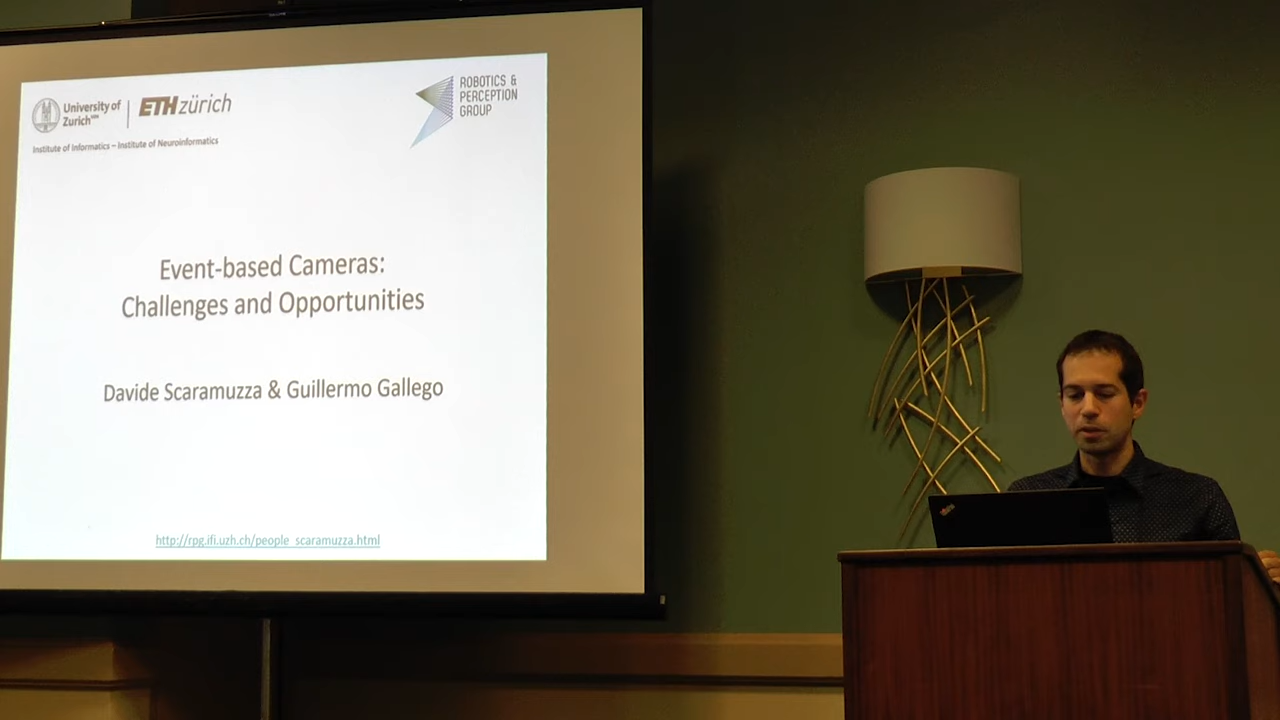 University of
Zurich
ETH zürich
Institute of Informatics – Institute of Neuroinformatics
ROBOTICS &
PERCEPTION
GROUP
Event-based Cameras:
Challenges and Opportunities
Davide Scaramuzza & Guillermo Gallego
http://rpg.ifi.uzh.ch/people_scaramuzza.html